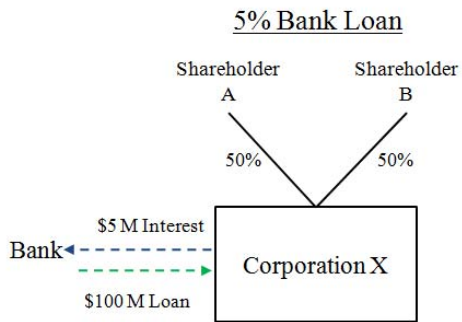 5% Bank Loan
Shareholder
A
Shareholder
B
50%
50%
$5 M Interest
Bank
$100 M Loan
Corporation X